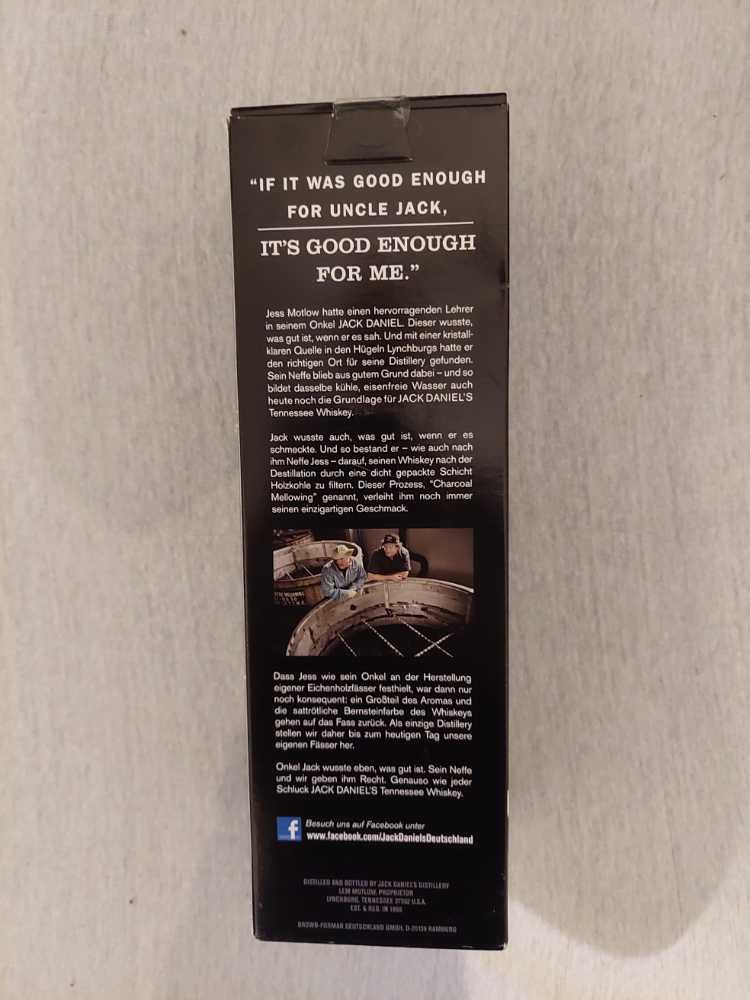 “IF IT WAS GOOD ENOUGH
FOR UNCLE JACK,
IT'S GOOD ENOUGH
FOR ME.”
Jess Motlow hatte einen hervorragenden Lehrer
in seinem Onkel JACK DANIEL. Dieser wusste,
was gut ist, wenn er es sah. Und mit einer kristall-
klaren Quelle in den Hügeln Lynchburgs hatte er
den richtigen Ort für seine Distillery gefunden.
Sein Neffe blieb aus gutem Grund dabei – und so
bildet dasselbe kühle, eisenfreie Wasser auch
heute noch die Grundlage für JACK DANIEL'S
Tennessee Whiskey.
Jack wusste auch, was gut ist, wenn er es
schmeckte. Und so bestand er – wie auch nach
ihm Neffe Jess – darauf, seinen Whiskey nach der
Destillation durch eine dicht gepackte Schicht
Holzkohle zu filtern. Dieser Prozess, "Charcoal
Mellowing" genannt, verleiht ihm noch immer
seinen einzigartigen Geschmack.
Dass Jess wie sein Onkel an der Herstellung
eigener Eichenholzfässer festhielt, war dann nur
noch konsequent: ein Großteil des Aromas und
die sattrötliche Bernsteinfarbe des Whiskeys
gehen auf das Fass zurück. Als einzige Distillery
stellen wir daher bis zum heutigen Tag unsere
eigenen Fässer her.
Onkel Jack wusste eben, was gut ist. Sein Neffe
und wir geben ihm Recht. Genauso wie jeder
Schluck JACK DANIEL'S Tennessee Whiskey.
f
Besuch uns auf Facebook unter
www.facebook.com/JackDanielsDeutschland
DISTILLED AND BOTTLED BY JACK DANIEL'S DISTILLERY
LEM MOTLOW, PROPRIETOR
LYNCHBURG, TENNESSEE 37352 U.S.A.
EST. & REG. IN 1866
BROWN-FORMAN DEUTSCHLAND GMBH, D-20139 HAMBURG